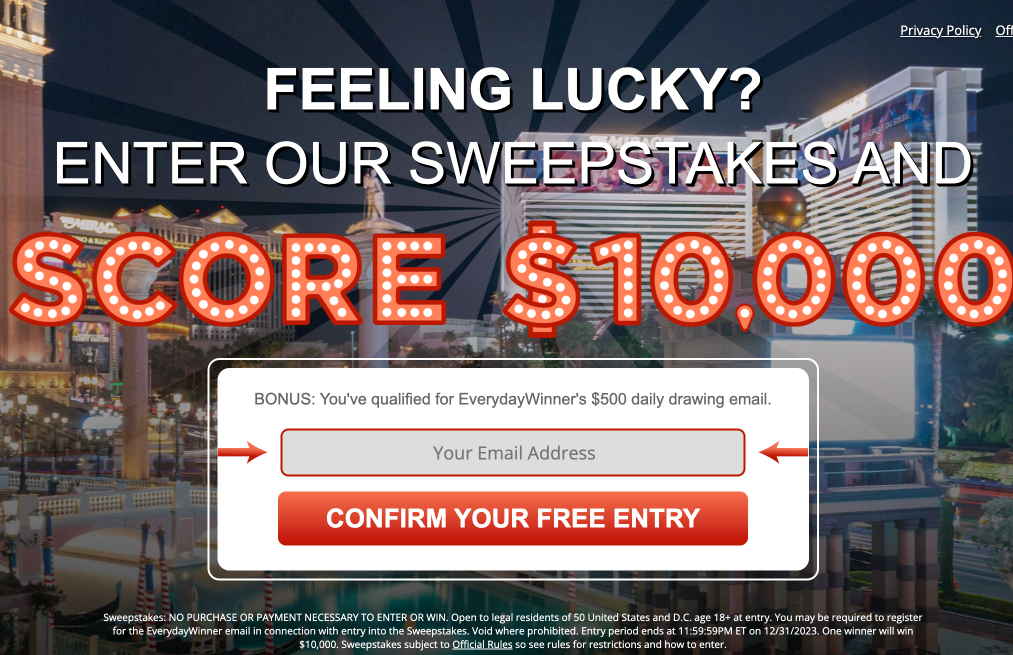 Privacy Policy Off
FEELING LUCKY?
ENTER OUR SWEEPSTAKES AND
SCORE $10,000
BONUS: You've qualified for EverydayWinner's $500 daily drawing email.
Your Email Address
CONFIRM YOUR FREE ENTRY
Sweepstakes: NO PURCHASE OR PAYMENT NECESSARY TO ENTER OR WIN. Open to legal residents of 50 United States and D.C. age 18+ at entry. You may be required to register
for the EverydayWinner email in connection with entry into the Sweepstakes. Void where prohibited. Entry period ends at 11:59:59PM ET on 12/31/2023. One winner will win
$10,000. Sweepstakes subject to Official Rules so see rules for restrictions and how to enter.